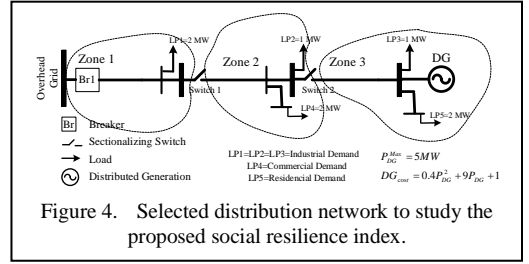 LP1=2 MW
LP2=1 MW
LP3=1 MW
Zone 1
Zone 2
Zone 3
DG
Overhead
Grid
Br1
Switch 1
Switch 2
LP4=2 MW
LP5=2 MW
Br Breaker
Sectionalizing Switch
Load
Distributed Generation
LP1=LP2=LP3=Industrial Demand
LP4=Commercial Demand
LP5=Residencial Demand
P_DG^Max = 5MW
DG_cost = 0.4P_DG^2 + 9P_DG + 1
Figure 4. Selected distribution network to study the
proposed social resilience index.